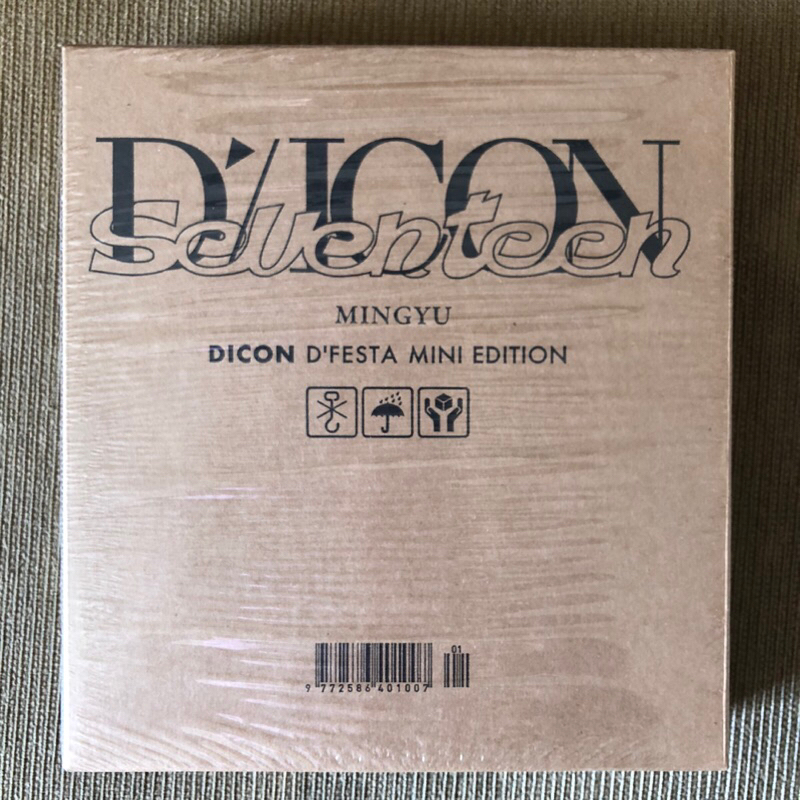 D'/ICON
Seventeen
MINGYU
DICON D'FESTA MINI EDITION
01
9 772586 401007